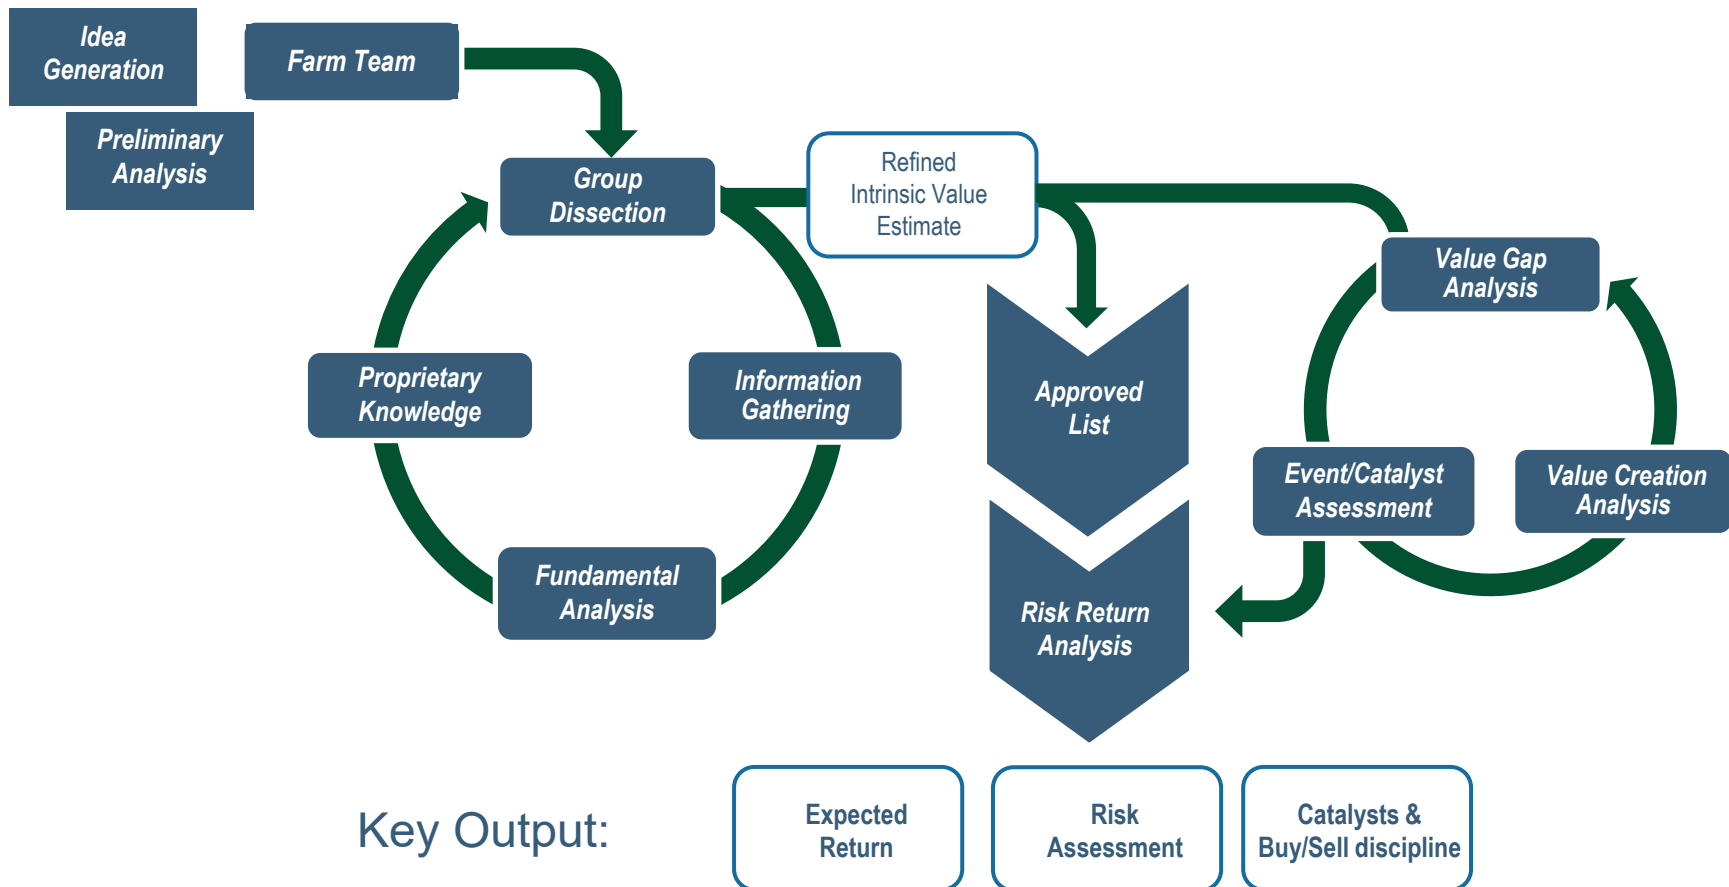 Idea
Generation
Farm Team
Preliminary
Analysis
Group
Dissection
Refined
Intrinsic Value
Estimate
Value Gap
Analysis
Proprietary
Knowledge
Information
Gathering
Approved
List
Event/Catalyst
Assessment
Value Creation
Analysis
Fundamental
Analysis
Risk Return
Analysis
Key Output:
Expected
Return
Risk
Assessment
Catalysts &
Buy/Sell discipline